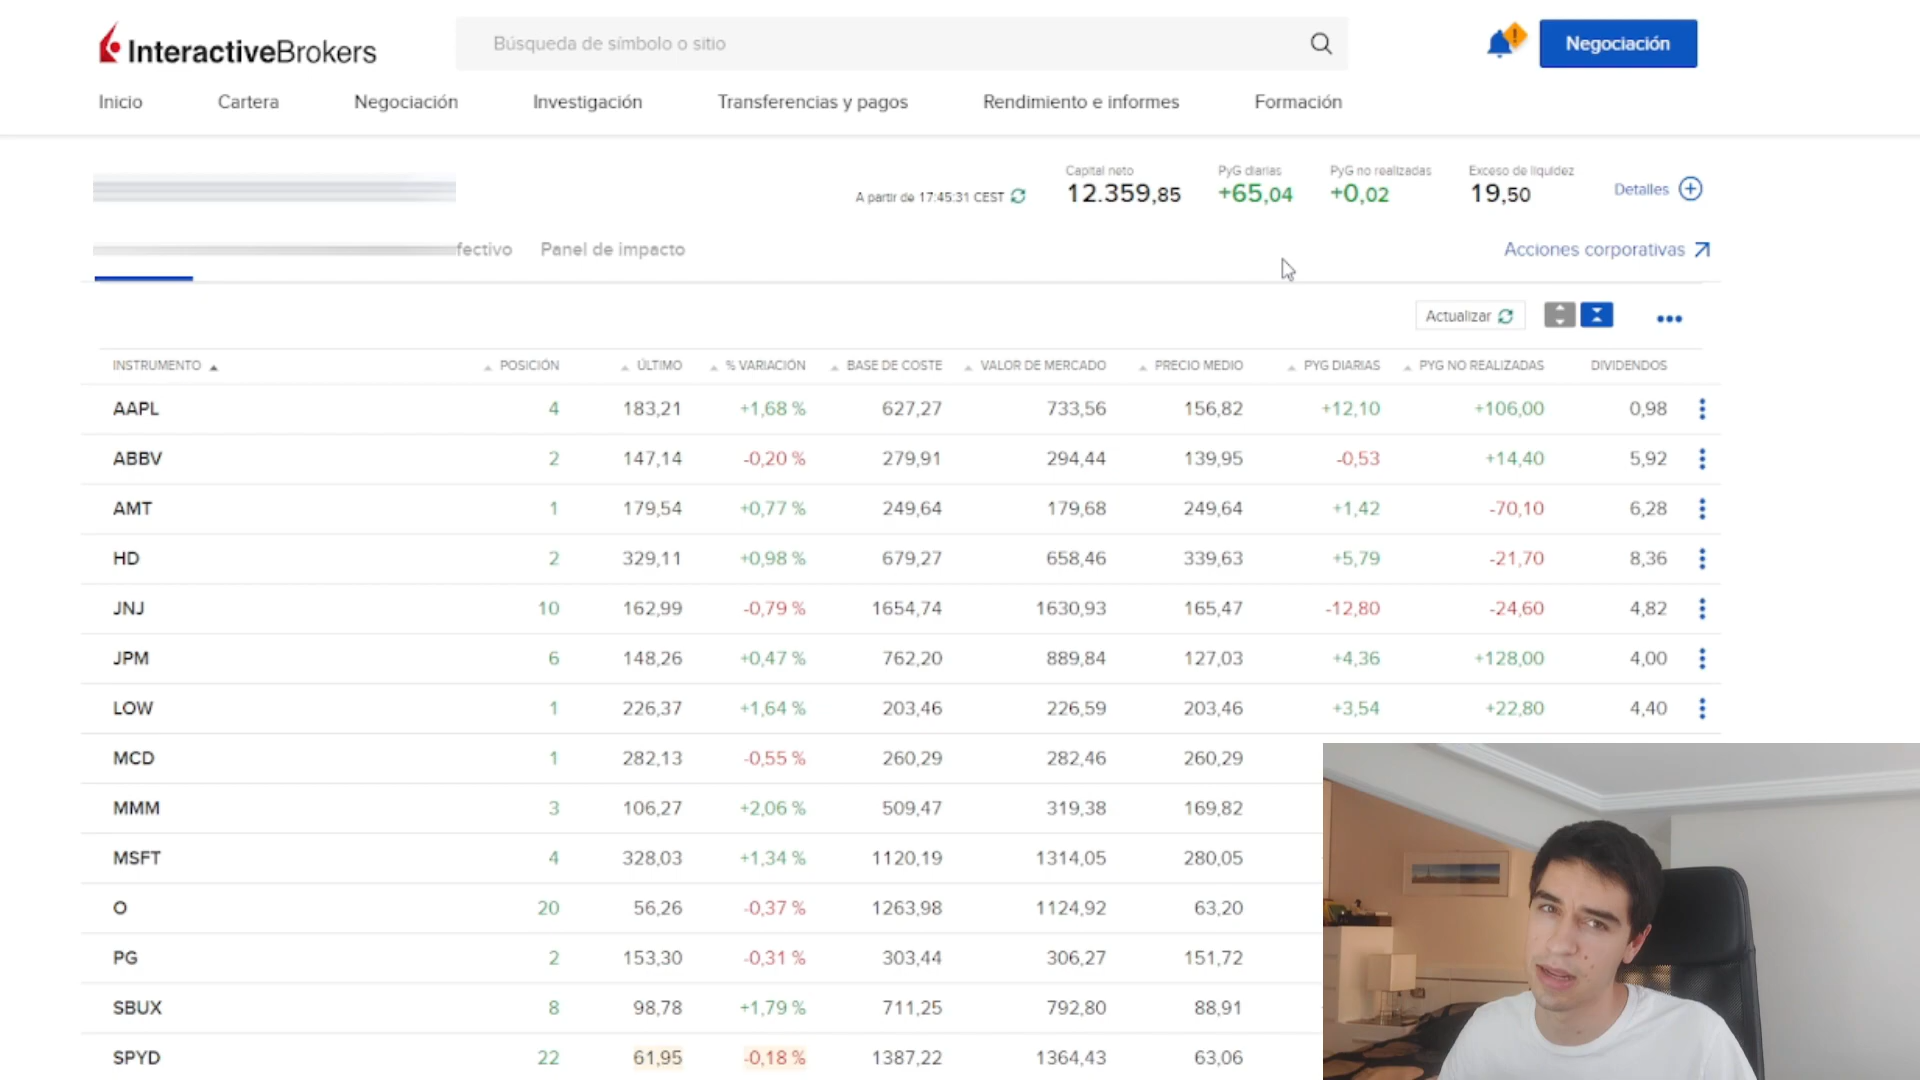 InteractiveBrokers
Búsqueda de símbolo o sitio
Negociación
Inicio Cartera Negociación Investigación Transferencias y pagos Rendimiento e informes Formación
Capital neto PyG diarias PyG no realizadas Exceso de liquidez
A partir de 17:45:31 CEST 12.359,85 +65,04 +0,02 19,50 Detalles
fectivo Panel de impacto Acciones corporativas
Actualizar
INSTRUMENTO POSICIÓN ÚLTIMO % VARIACIÓN BASE DE COSTE VALOR DE MERCADO PRECIO MEDIO PYG DIARIAS PYG NO REALIZADAS DIVIDENDOS
AAPL 4 183,21 +1,68 % 627,27 733,56 156,82 +12,10 +106,00 0,98
ABBV 2 147,14 -0,20 % 279,91 294,44 139,95 -0,53 +14,40 5,92
AMT 1 179,54 +0,77 % 249,64 179,68 249,64 +1,42 -70,10 6,28
HD 2 329,11 +0,98 % 679,27 658,46 339,63 +5,79 -21,70 8,36
JNJ 10 162,99 -0,79 % 1654,74 1630,93 165,47 -12,80 -24,60 4,82
JPM 6 148,26 +0,47 % 762,20 889,84 127,03 +4,36 +128,00 4,00
LOW 1 226,37 +1,64 % 203,46 226,59 203,46 +3,54 +22,80 4,40
MCD 1 282,13 -0,55 % 260,29 282,46 260,29
MMM 3 106,27 +2,06 % 509,47 319,38 169,82
MSFT 4 328,03 +1,34 % 1120,19 1314,05 280,05
O 20 56,26 -0,37 % 1263,98 1124,92 63,20
PG 2 153,30 -0,31 % 303,44 306,27 151,72
SBUX 8 98,78 +1,79 % 711,25 792,80 88,91
SPYD 22 61,95 -0,18 % 1387,22 1364,43 63,06